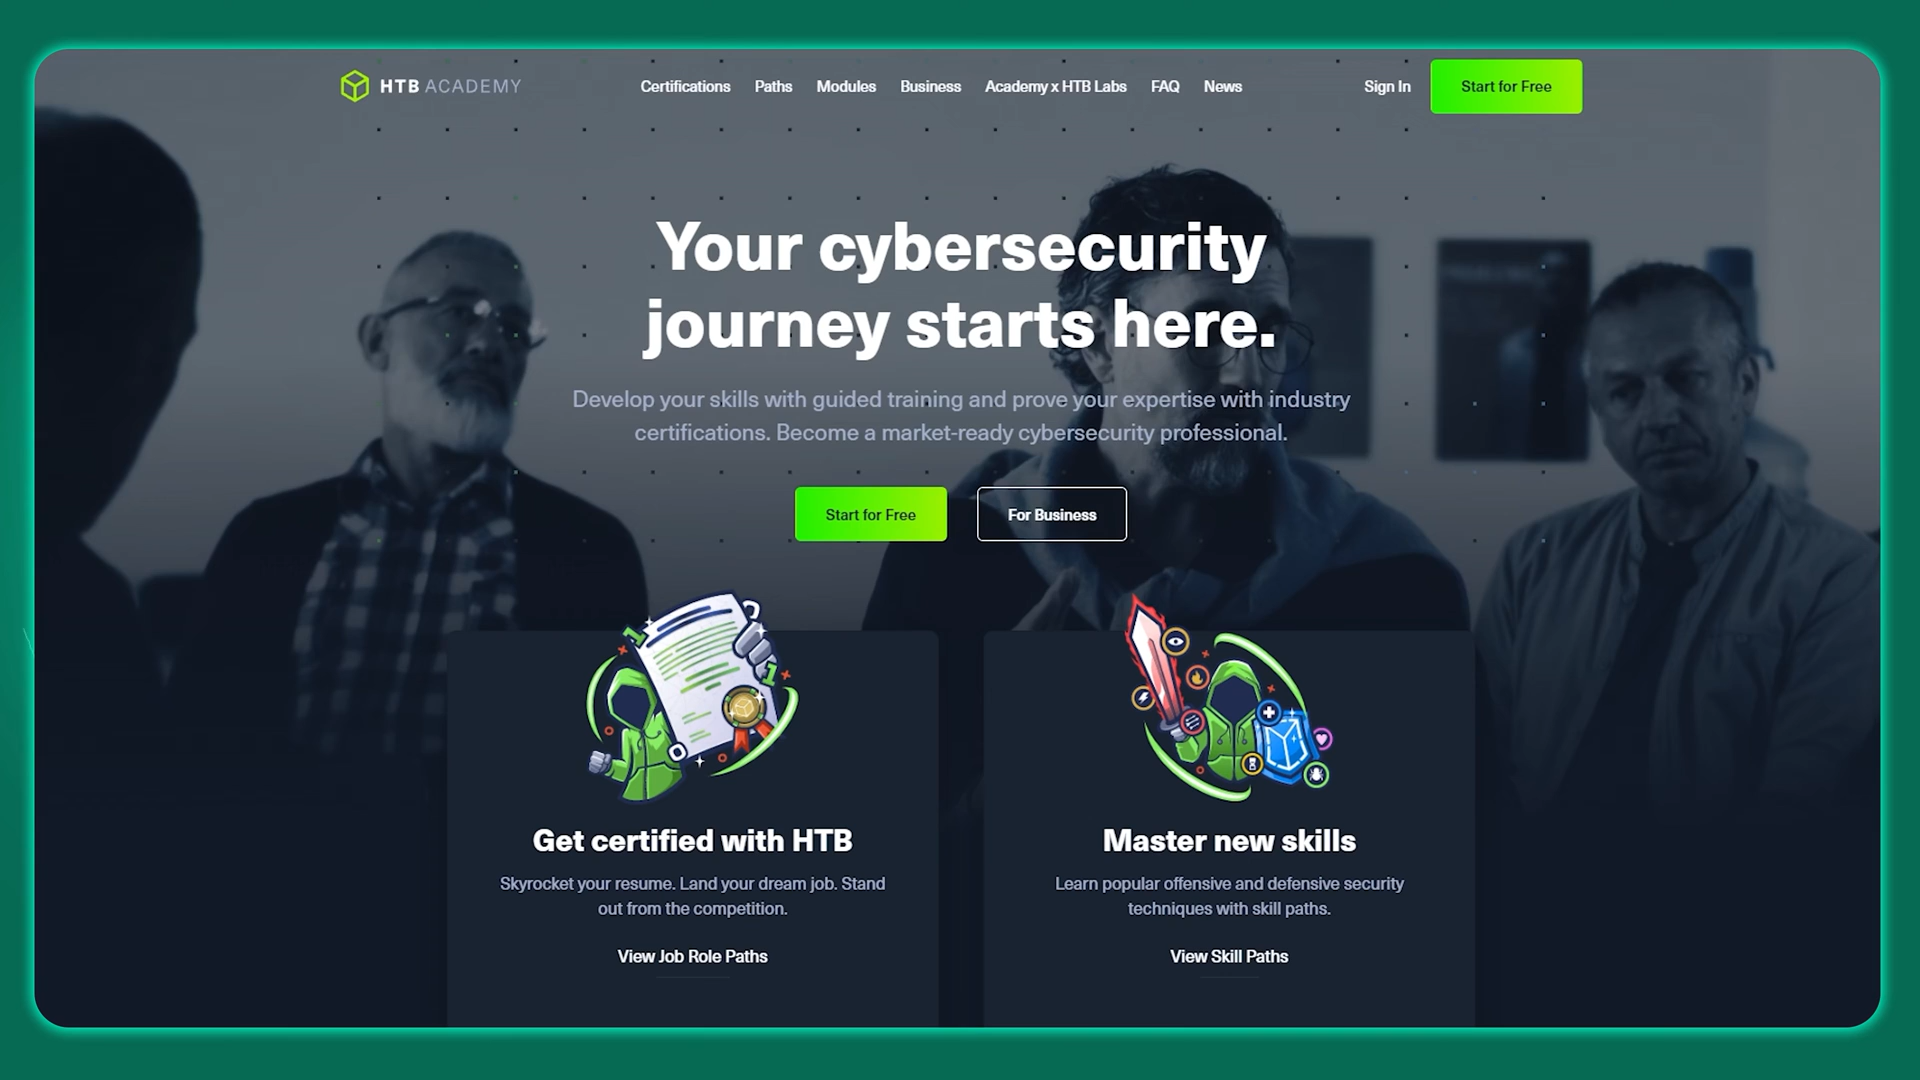 HTB ACADEMY
Certifications Paths Modules Business Academy x HTB Labs FAQ News
Sign In
Start for Free
Your cybersecurity
journey starts here.
Develop your skills with guided training and prove your expertise with industry
certifications. Become a market-ready cybersecurity professional.
Start for Free
For Business
Get certified with HTB
Skyrocket your resume. Land your dream job. Stand
out from the competition.
View Job Role Paths
Master new skills
Learn popular offensive and defensive security
techniques with skill paths.
View Skill Paths